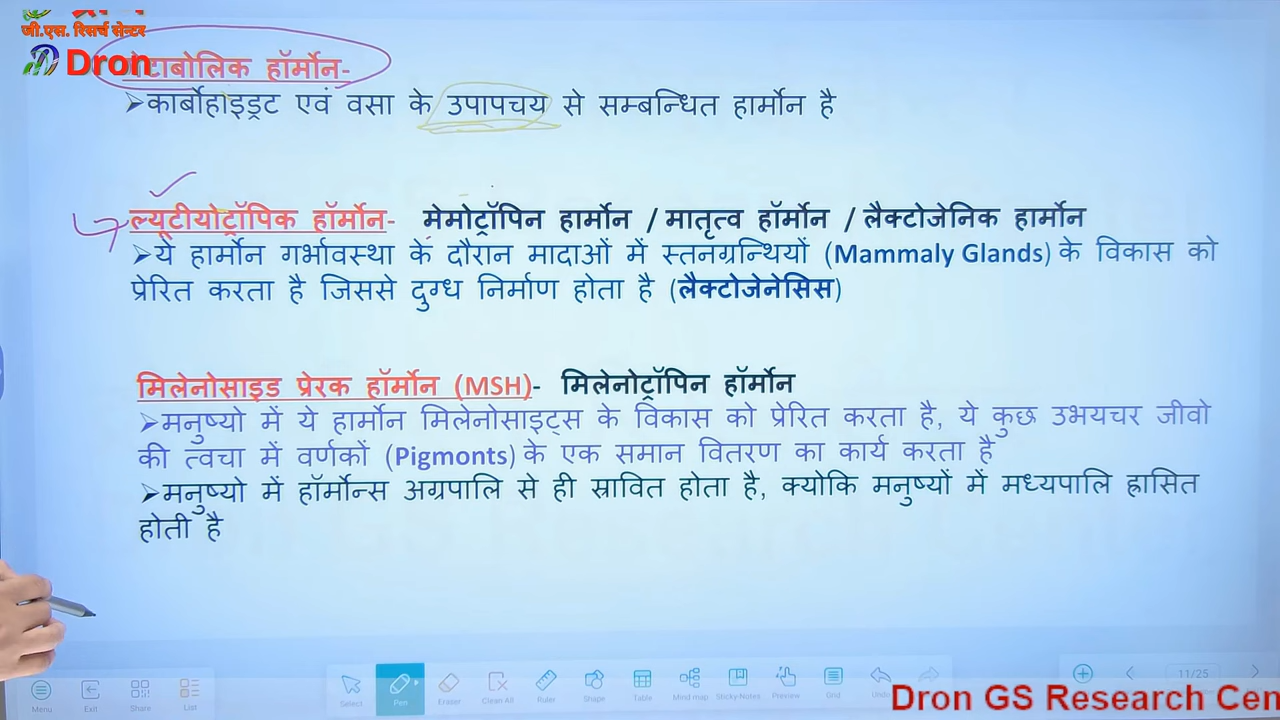 जी.एस. रिसर्च सेन्टर
Dron
हॉर्मोन-
➢कार्बोहाइड्रट एवं वसा के उपापचय से सम्बन्धित हार्मोन है
ल्यूटीयोट्रॉपिक हॉर्मोन- मेमोट्रॉपिन हार्मोन / मातृत्व हॉर्मोन / लैक्टोजेनिक हार्मोन
➢ये हार्मोन गर्भावस्था के दौरान मादाओं में स्तनग्रन्थियों (Mammaly Glands) के विकास को
प्रेरित करता है जिससे दुग्ध निर्माण होता है (लैक्टोजेनेसिस)
मिलेनोसाइड प्रेरक हॉर्मोन (MSH)- मिलेनोट्रॉपिन हॉर्मोन
➢मनुष्यो में ये हार्मोन मिलेनोसाइट्स के विकास को प्रेरित करता है, ये कुछ उभयचर जीवो
की त्वचा में वर्णकों (Pigmonts) के एक समान वितरण का कार्य करता है
➢मनुष्यो में हॉर्मोन्स अग्रपालि से ही स्रावित होता है, क्योकि मनुष्यों में मध्यपालि ह्रासित
होती है
Menu Exit Share List Select Pen Eraser Clean All Ruler Shape Table Mind map Sticky-Notes Preview Grid Undo 11/25
Dron GS Research Cen